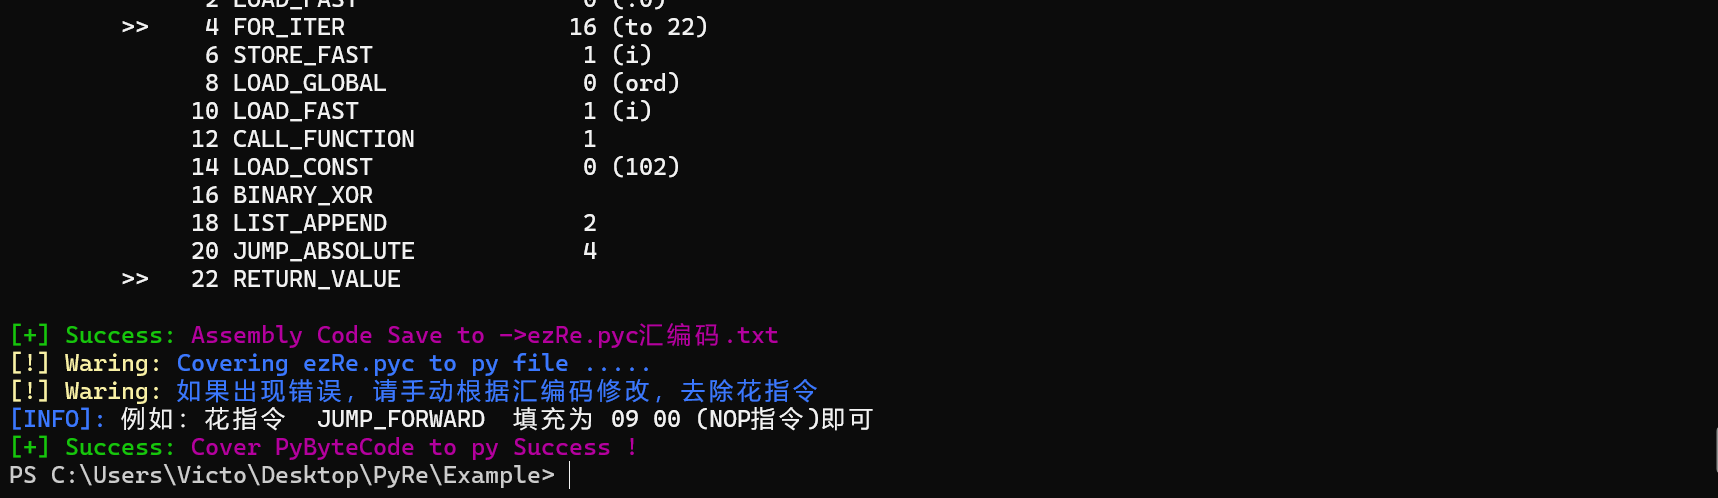 2 LOAD_FAST 0 (.0)
>> 4 FOR_ITER 16 (to 22)
6 STORE_FAST 1 (i)
8 LOAD_GLOBAL 0 (ord)
10 LOAD_FAST 1 (i)
12 CALL_FUNCTION 1
14 LOAD_CONST 0 (102)
16 BINARY_XOR
18 LIST_APPEND 2
20 JUMP_ABSOLUTE 4
>> 22 RETURN_VALUE
[+] Success: Assembly Code Save to ->ezRe.pyc汇编码.txt
[!] Waring: Covering ezRe.pyc to py file .....
[!] Waring: 如果出现错误，请手动根据汇编码修改，去除花指令
[INFO]: 例如: 花指令 JUMP_FORWARD 填充为 09 00 (NOP指令)即可
[+] Success: Cover PyByteCode to py Success !
PS C:\Users\Victo\Desktop\PyRe\Example>